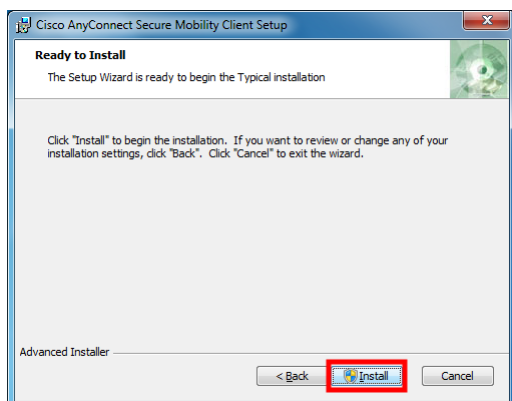 Cisco AnyConnect Secure Mobility Client Setup
Ready to Install
The Setup Wizard is ready to begin the Typical installation
Click "Install" to begin the installation. If you want to review or change any of your
installation settings, click "Back". Click "Cancel" to exit the wizard.
Advanced Installer
< Back Install Cancel